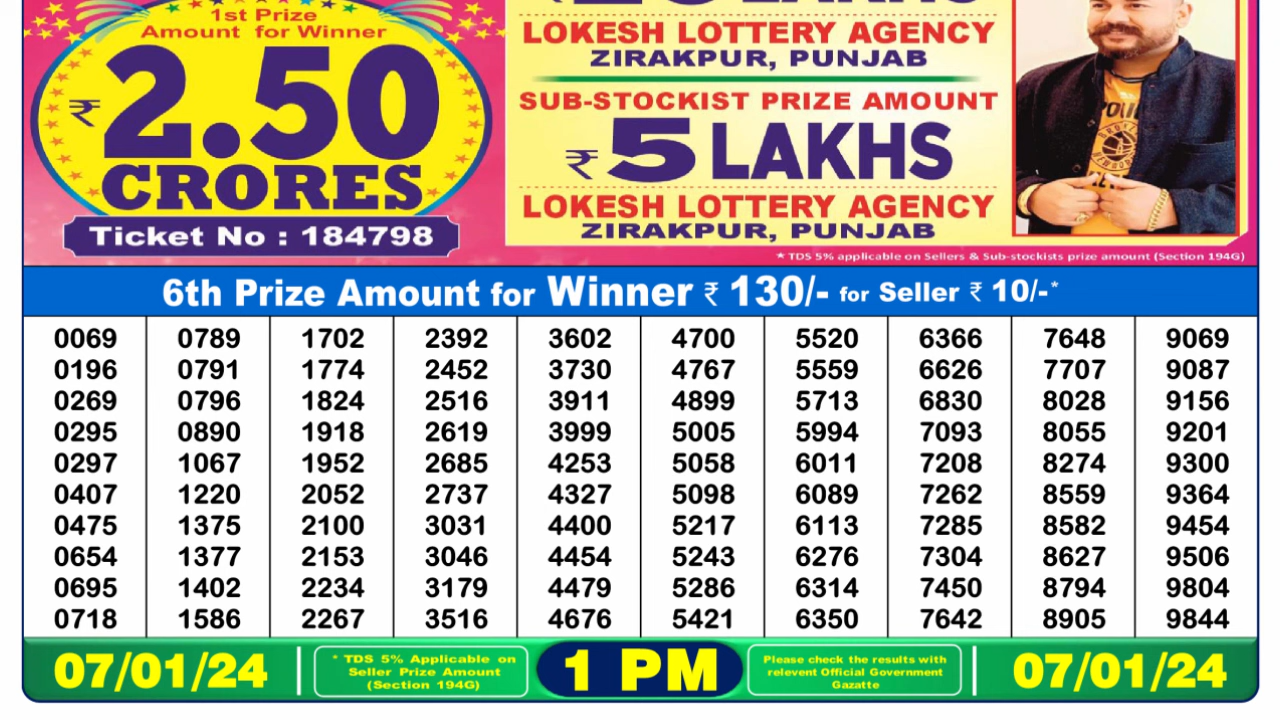 1st Prize
Amount for Winner
₹ 2.50
CRORES
Ticket No : 184798
LOKESH LOTTERY AGENCY
ZIRAKPUR, PUNJAB
SUB-STOCKIST PRIZE AMOUNT
₹ 5 LAKHS
LOKESH LOTTERY AGENCY
ZIRAKPUR, PUNJAB
★ TDS 5% applicable on Sellers & Sub-stockists prize amount (Section 194G)
6th Prize Amount for Winner ₹ 130/- for Seller ₹ 10/-*
0069 0789 1702 2392 3602 4700 5520 6366 7648 9069
0196 0791 1774 2452 3730 4767 5559 6626 7707 9087
0269 0796 1824 2516 3911 4899 5713 6830 8028 9156
0295 0890 1918 2619 3999 5005 5994 7093 8055 9201
0297 1067 1952 2685 4253 5058 6011 7208 8274 9300
0407 1220 2052 2737 4327 5098 6089 7262 8559 9364
0475 1375 2100 3031 4400 5217 6113 7285 8582 9454
0654 1377 2153 3046 4454 5243 6276 7304 8627 9506
0695 1402 2234 3179 4479 5286 6314 7450 8794 9804
0718 1586 2267 3516 4676 5421 6350 7642 8905 9844
07/01/24
* TDS 5% Applicable on
Seller Prize Amount
(Section 194G)
1 PM
Please check the results with
relevent Official Government
Gazatte
07/01/24